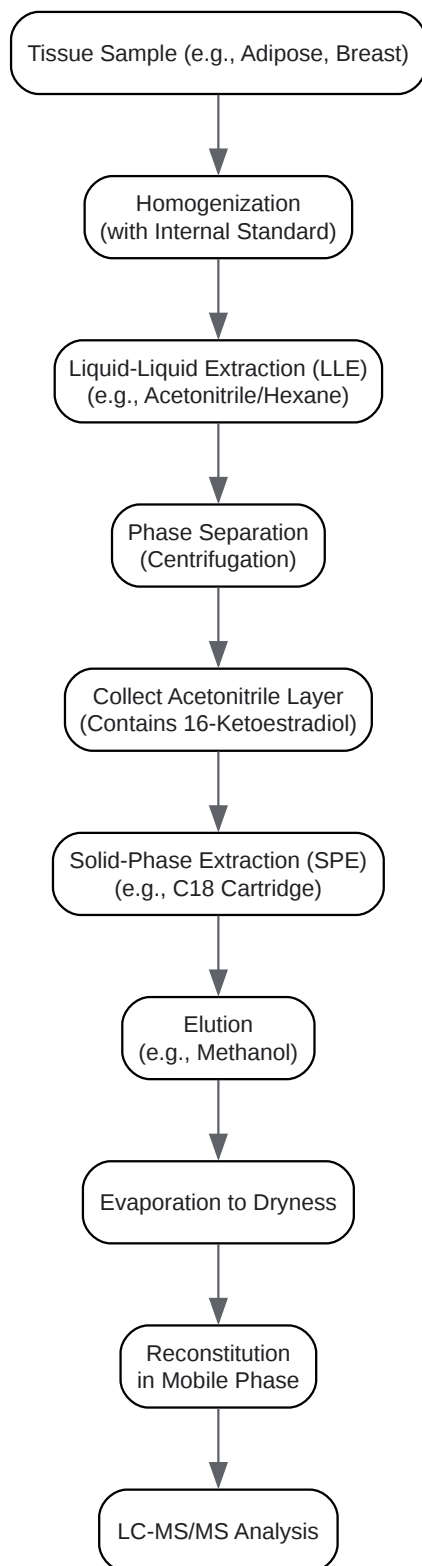 Tissue Sample (e.g., Adipose, Breast)
Homogenization
(with Internal Standard)
Liquid-Liquid Extraction (LLE)
(e.g., Acetonitrile/Hexane)
Phase Separation
(Centrifugation)
Collect Acetonitrile Layer
(Contains 16-Ketoestradiol)
Solid-Phase Extraction (SPE)
(e.g., C18 Cartridge)
Elution
(e.g., Methanol)
Evaporation to Dryness
Reconstitution
in Mobile Phase
LC-MS/MS Analysis